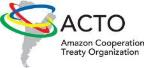 ACTO
Amazon Cooperation
Treaty Organization